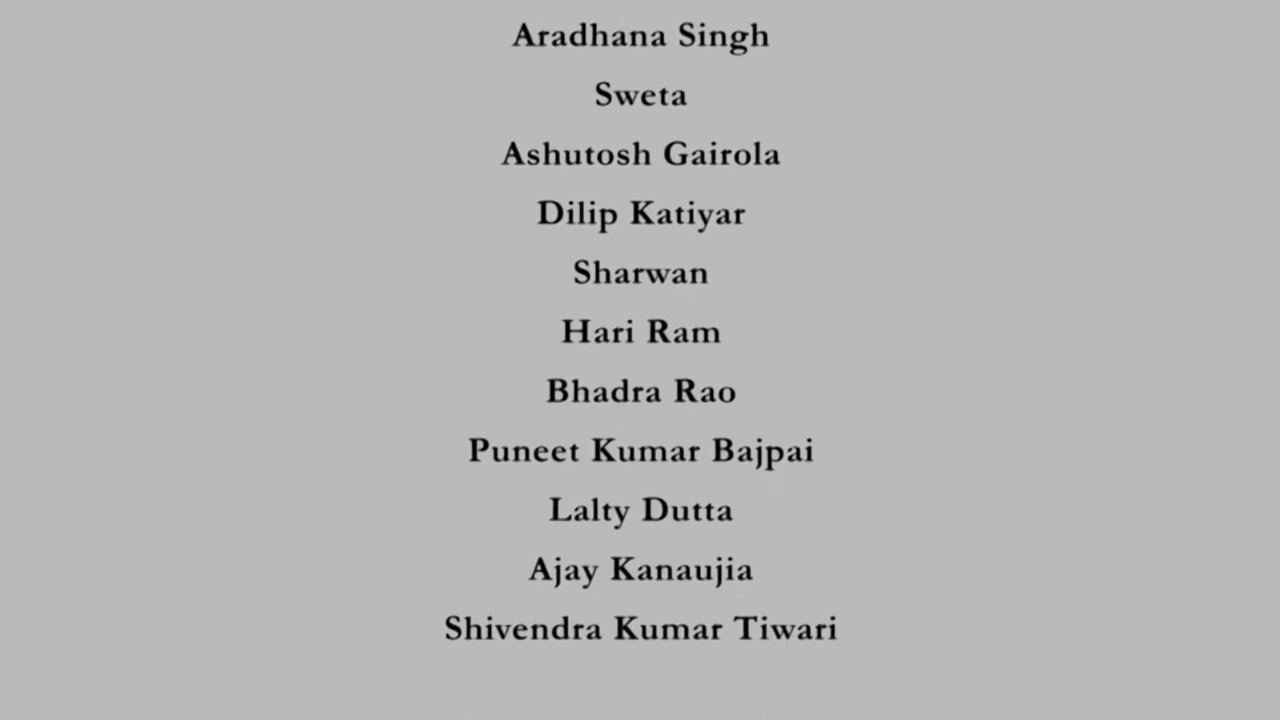 Aradhana Singh
Sweta
Ashutosh Gairola
Dilip Katiyar
Sharwan
Hari Ram
Bhadra Rao
Puneet Kumar Bajpai
Lalty Dutta
Ajay Kanaujia
Shivendra Kumar Tiwari